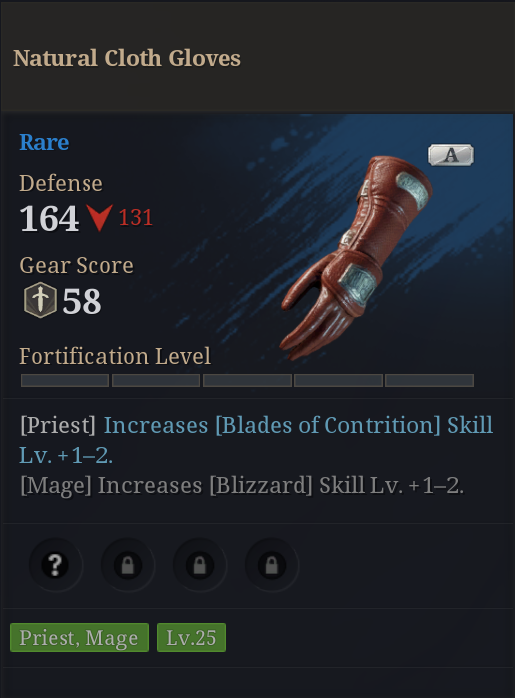 Natural Cloth Gloves
Rare
A
Defense
164 131
Gear Score
58
Fortification Level
[Priest] Increases [Blades of Contrition] Skill
Lv. +1–2.
[Mage] Increases [Blizzard] Skill Lv. +1–2.
?
Priest, Mage Lv.25